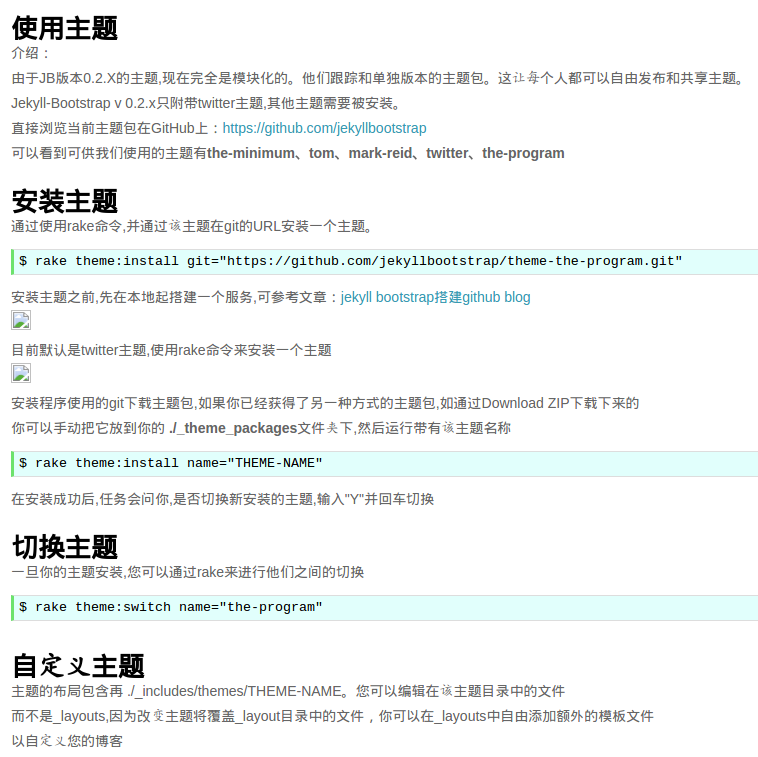 使用主题
介绍：
由于JB版本0.2.X的主题,现在完全是模块化的。他们跟踪和单独版本的主题包。这让每个人都可以自由发布和共享主题。
Jekyll-Bootstrap v 0.2.x只附带twitter主题,其他主题需要被安装。
直接浏览当前主题包在GitHub上：https://github.com/jekyllbootstrap
可以看到可供我们使用的主题有the-minimum、tom、mark-reid、twitter、the-program
安装主题
通过使用rake命令,并通过该主题在git的URL安装一个主题。
$ rake theme:install git="https://github.com/jekyllbootstrap/theme-the-program.git"
安装主题之前,先在本地起搭建一个服务,可参考文章：jekyll bootstrap搭建github blog
目前默认是twitter主题,使用rake命令来安装一个主题
安装程序使用的git下载主题包,如果你已经获得了另一种方式的主题包,如通过Download ZIP下载下来的
你可以手动把它放到你的 ./_theme_packages文件夹下,然后运行带有该主题名称
$ rake theme:install name="THEME-NAME"
在安装成功后,任务会问你,是否切换新安装的主题,输入"Y"并回车切换
切换主题
一旦你的主题安装,您可以通过rake来进行他们之间的切换
$ rake theme:switch name="the-program"
自定义主题
主题的布局包含再 ./_includes/themes/THEME-NAME。您可以编辑在该主题目录中的文件
而不是_layouts,因为改变主题将覆盖_layout目录中的文件，你可以在_layouts中自由添加额外的模板文件
以自定义您的博客